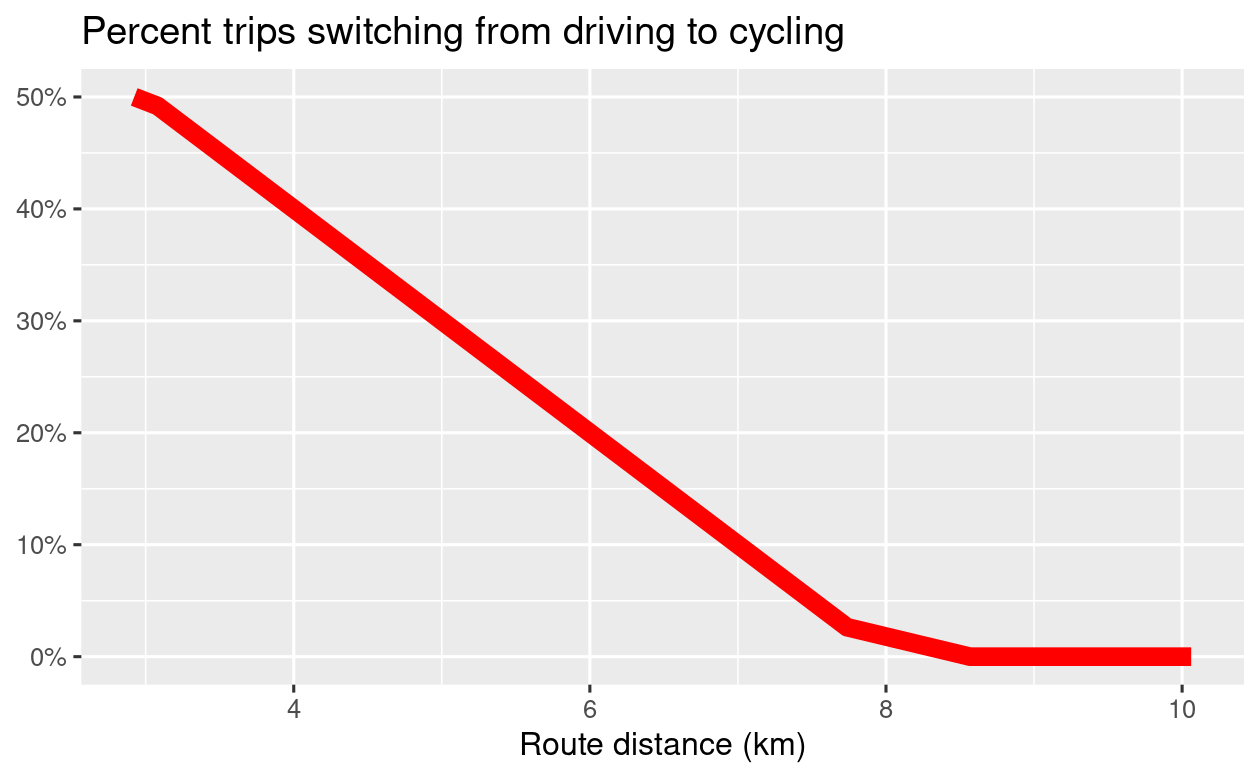 Percent trips switching from driving to cycling
50%
40%
30%
20%
10%
0%
4 6 8 10
Route distance (km)